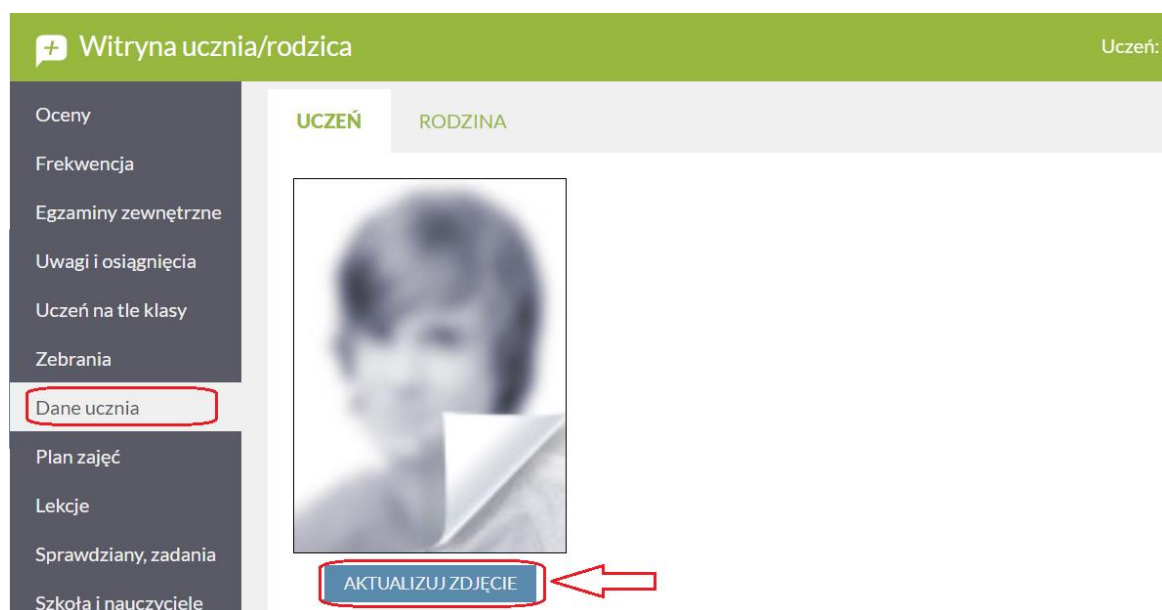 Witryna ucznia/rodzica
Uczeń:
Oceny
Frekwencja
Egzaminy zewnętrzne
Uwagi i osiągnięcia
Uczeń na tle klasy
Zebrania
Dane ucznia
Plan zajęć
Lekcje
Sprawdziany, zadania
Szkoła i nauczyciele
UCZEŃ
RODZINA
AKTUALIZUJ ZDJĘCIE